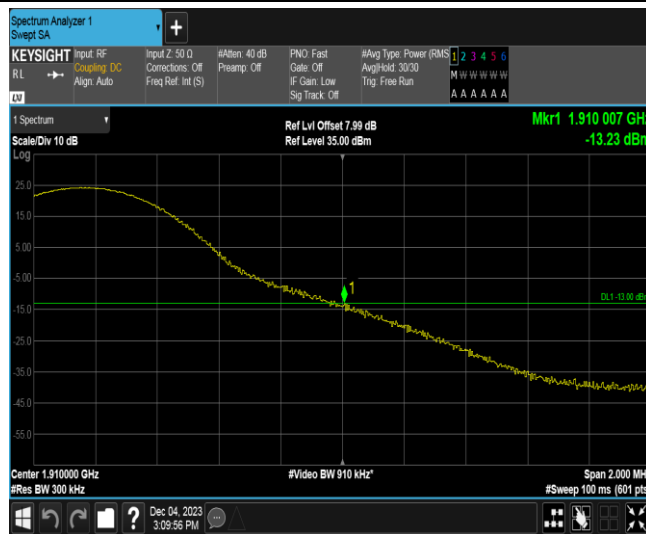 Spectrum Analyzer 1
Swept SA
KEYSIGHT
RL
Input: RF
Coupling: DC
Align: Auto
Input Z: 50 Ω
Corrections: Off
Freq Ref: Int (S)
#Atten: 40 dB
Preamp: Off
PNO: Fast
Gate: Off
IF Gain: Low
Sig Track: Off
#Avg Type: Power (RMS
Avg|Hold: 30/30
Trig: Free Run
1 2 3 4 5 6
M W W W W W
A A A A A A
1 Spectrum
Scale/Div 10 dB
Log
Ref Lvl Offset 7.99 dB
Ref Level 35.00 dBm
Mkr1 1.910 007 GHz
-13.23 dBm
25.0
15.0
5.00
-5.00
-15.0
-25.0
-35.0
-45.0
-55.0
1
DL1 -13.00 dBm
Center 1.910000 GHz
#Res BW 300 kHz
#Video BW 910 kHz*
Span 2.000 MH
#Sweep 100 ms (601 pts
?
Dec 04, 2023
3:09:56 PM